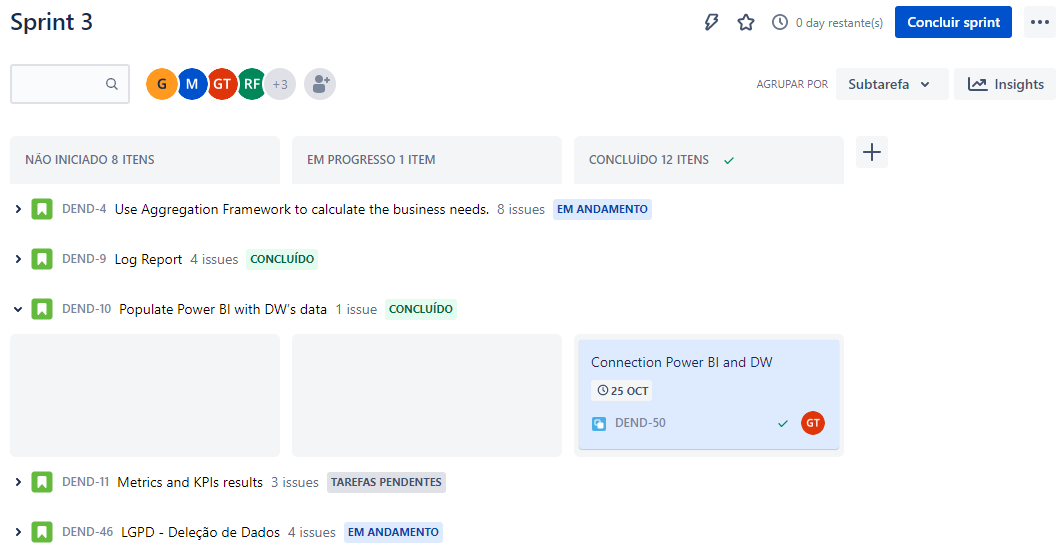 Sprint 3
0 day restante(s)
Concluir sprint
G M GT RF +3
AGRUPAR POR
Subtarefa
Insights
NÃO INICIADO 8 ITENS
EM PROGRESSO 1 ITEM
CONCLUÍDO 12 ITENS
DEND-4 Use Aggregation Framework to calculate the business needs. 8 issues EM ANDAMENTO
DEND-9 Log Report 4 issues CONCLUÍDO
DEND-10 Populate Power BI with DW's data 1 issue CONCLUÍDO
Connection Power BI and DW
25 OCT
DEND-50
GT
DEND-11 Metrics and KPIs results 3 issues TAREFAS PENDENTES
DEND-46 LGPD - Deleção de Dados 4 issues EM ANDAMENTO